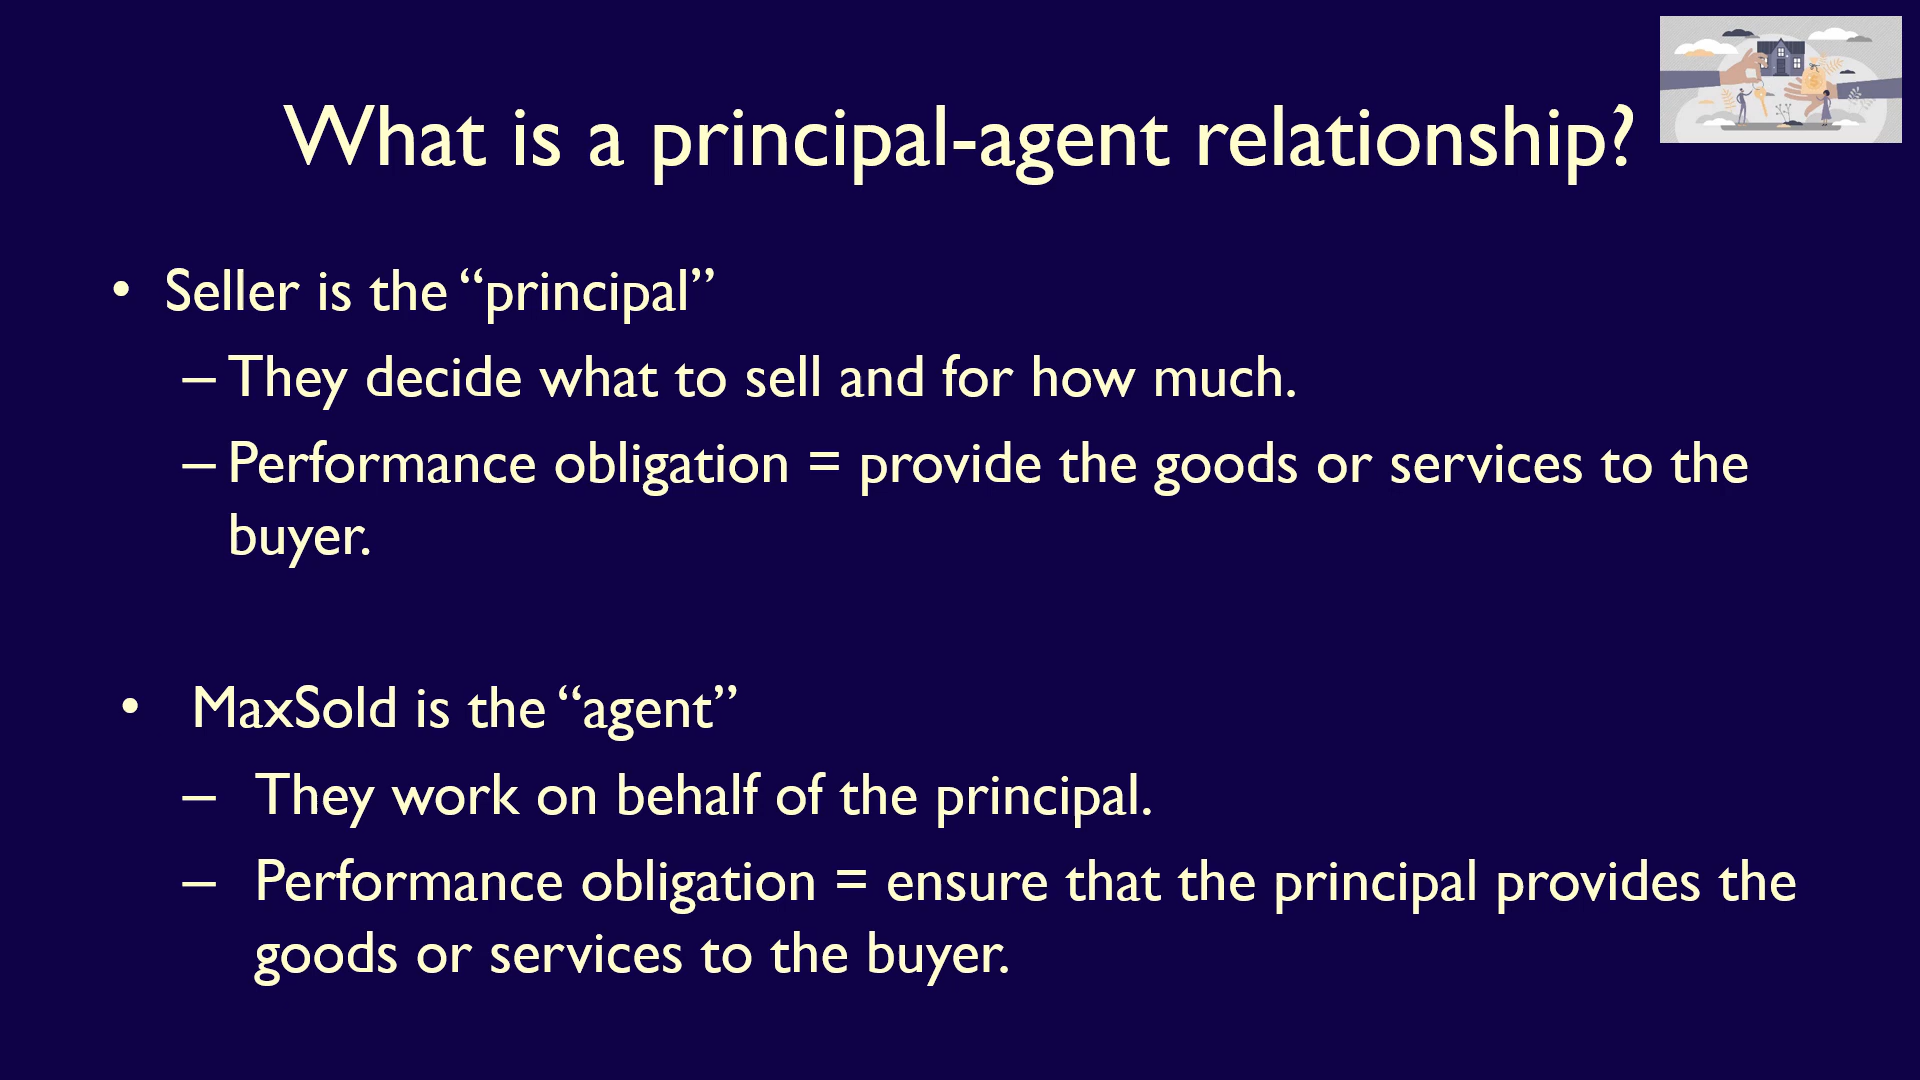 What is a principal-agent relationship?
• Seller is the “principal”
– They decide what to sell and for how much.
– Performance obligation = provide the goods or services to the
buyer.
• MaxSold is the “agent”
– They work on behalf of the principal.
– Performance obligation = ensure that the principal provides the
goods or services to the buyer.